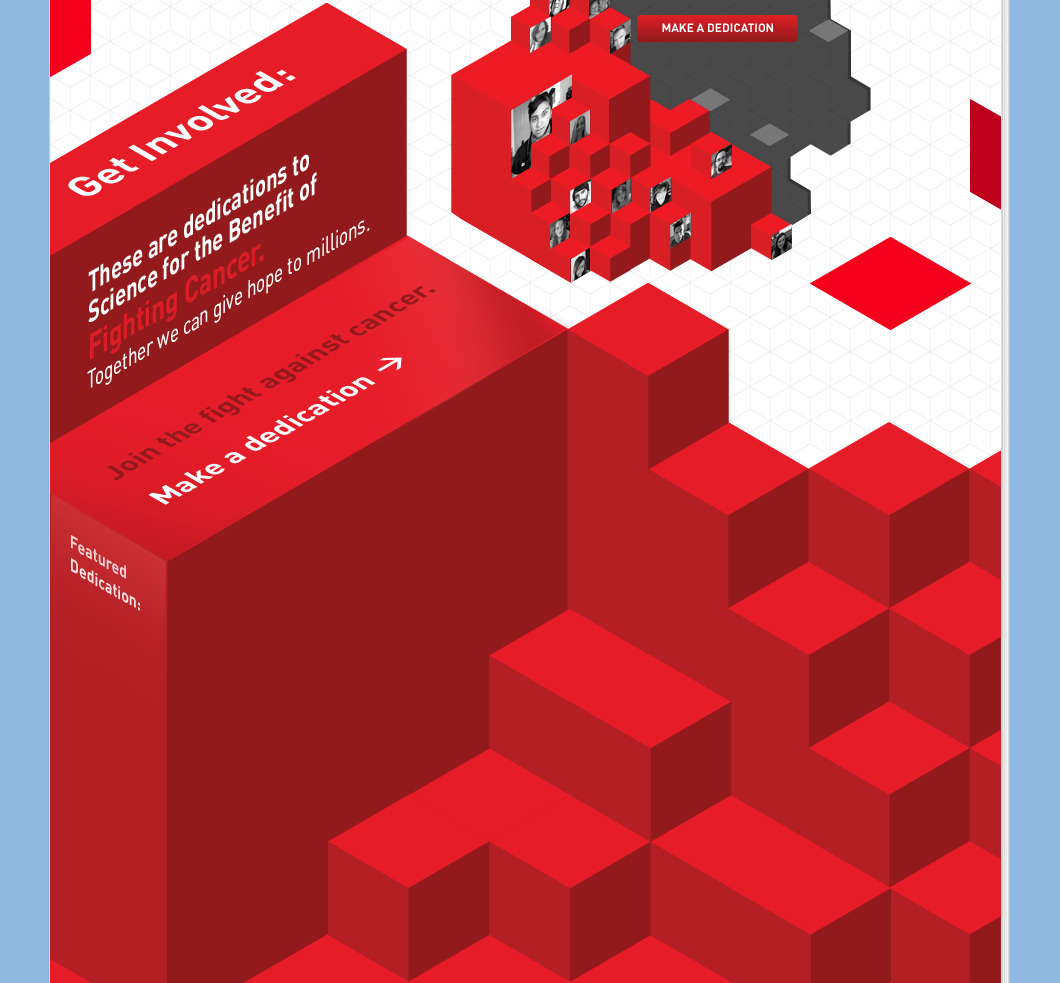 MAKE A DEDICATION
Get Involved:
These are dedications to
Science for the Benefit of
Fighting Cancer.
Together we can give hope to millions.
Join the fight against cancer.
Make a dedication →
Featured
Dedication: